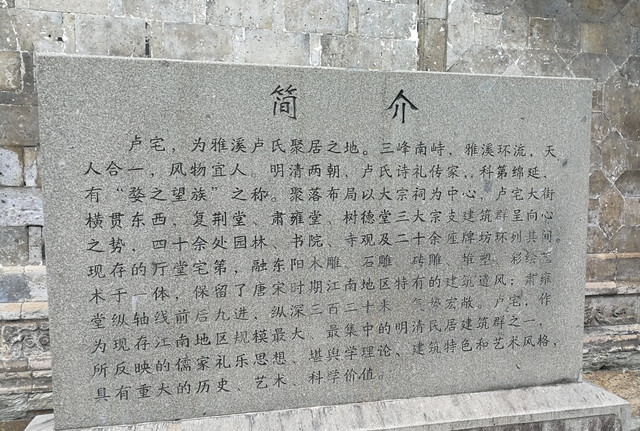 简 介
卢宅，为雅溪卢氏聚居之地。三峰南峙，雅溪环流，天
人合一，风物宜人。明清两朝，卢氏诗礼传家，科第绵延，
有“婺之望族”之称。聚落布局以大宗祠为中心，卢宅大街
横贯东西，复荆堂、肃雍堂、树德堂三大宗支建筑群呈向心
之势，四十余处园林、书院、寺观及二十余座牌坊环列其间。
现存的厅堂宅第，融东阳木雕、石雕、砖雕、堆塑、彩绘艺
术于一体，保留了唐宋时期江南地区特有的建筑遗风；肃雍
堂纵轴线前后九进，纵深三百二十米，气势宏敞。卢宅，作
为现存江南地区规模最大、最集中的明清民居建筑群之一，
所反映的儒家礼乐思想、堪舆学理论、建筑特色和艺术风格，
具有重大的历史、艺术、科学价值。